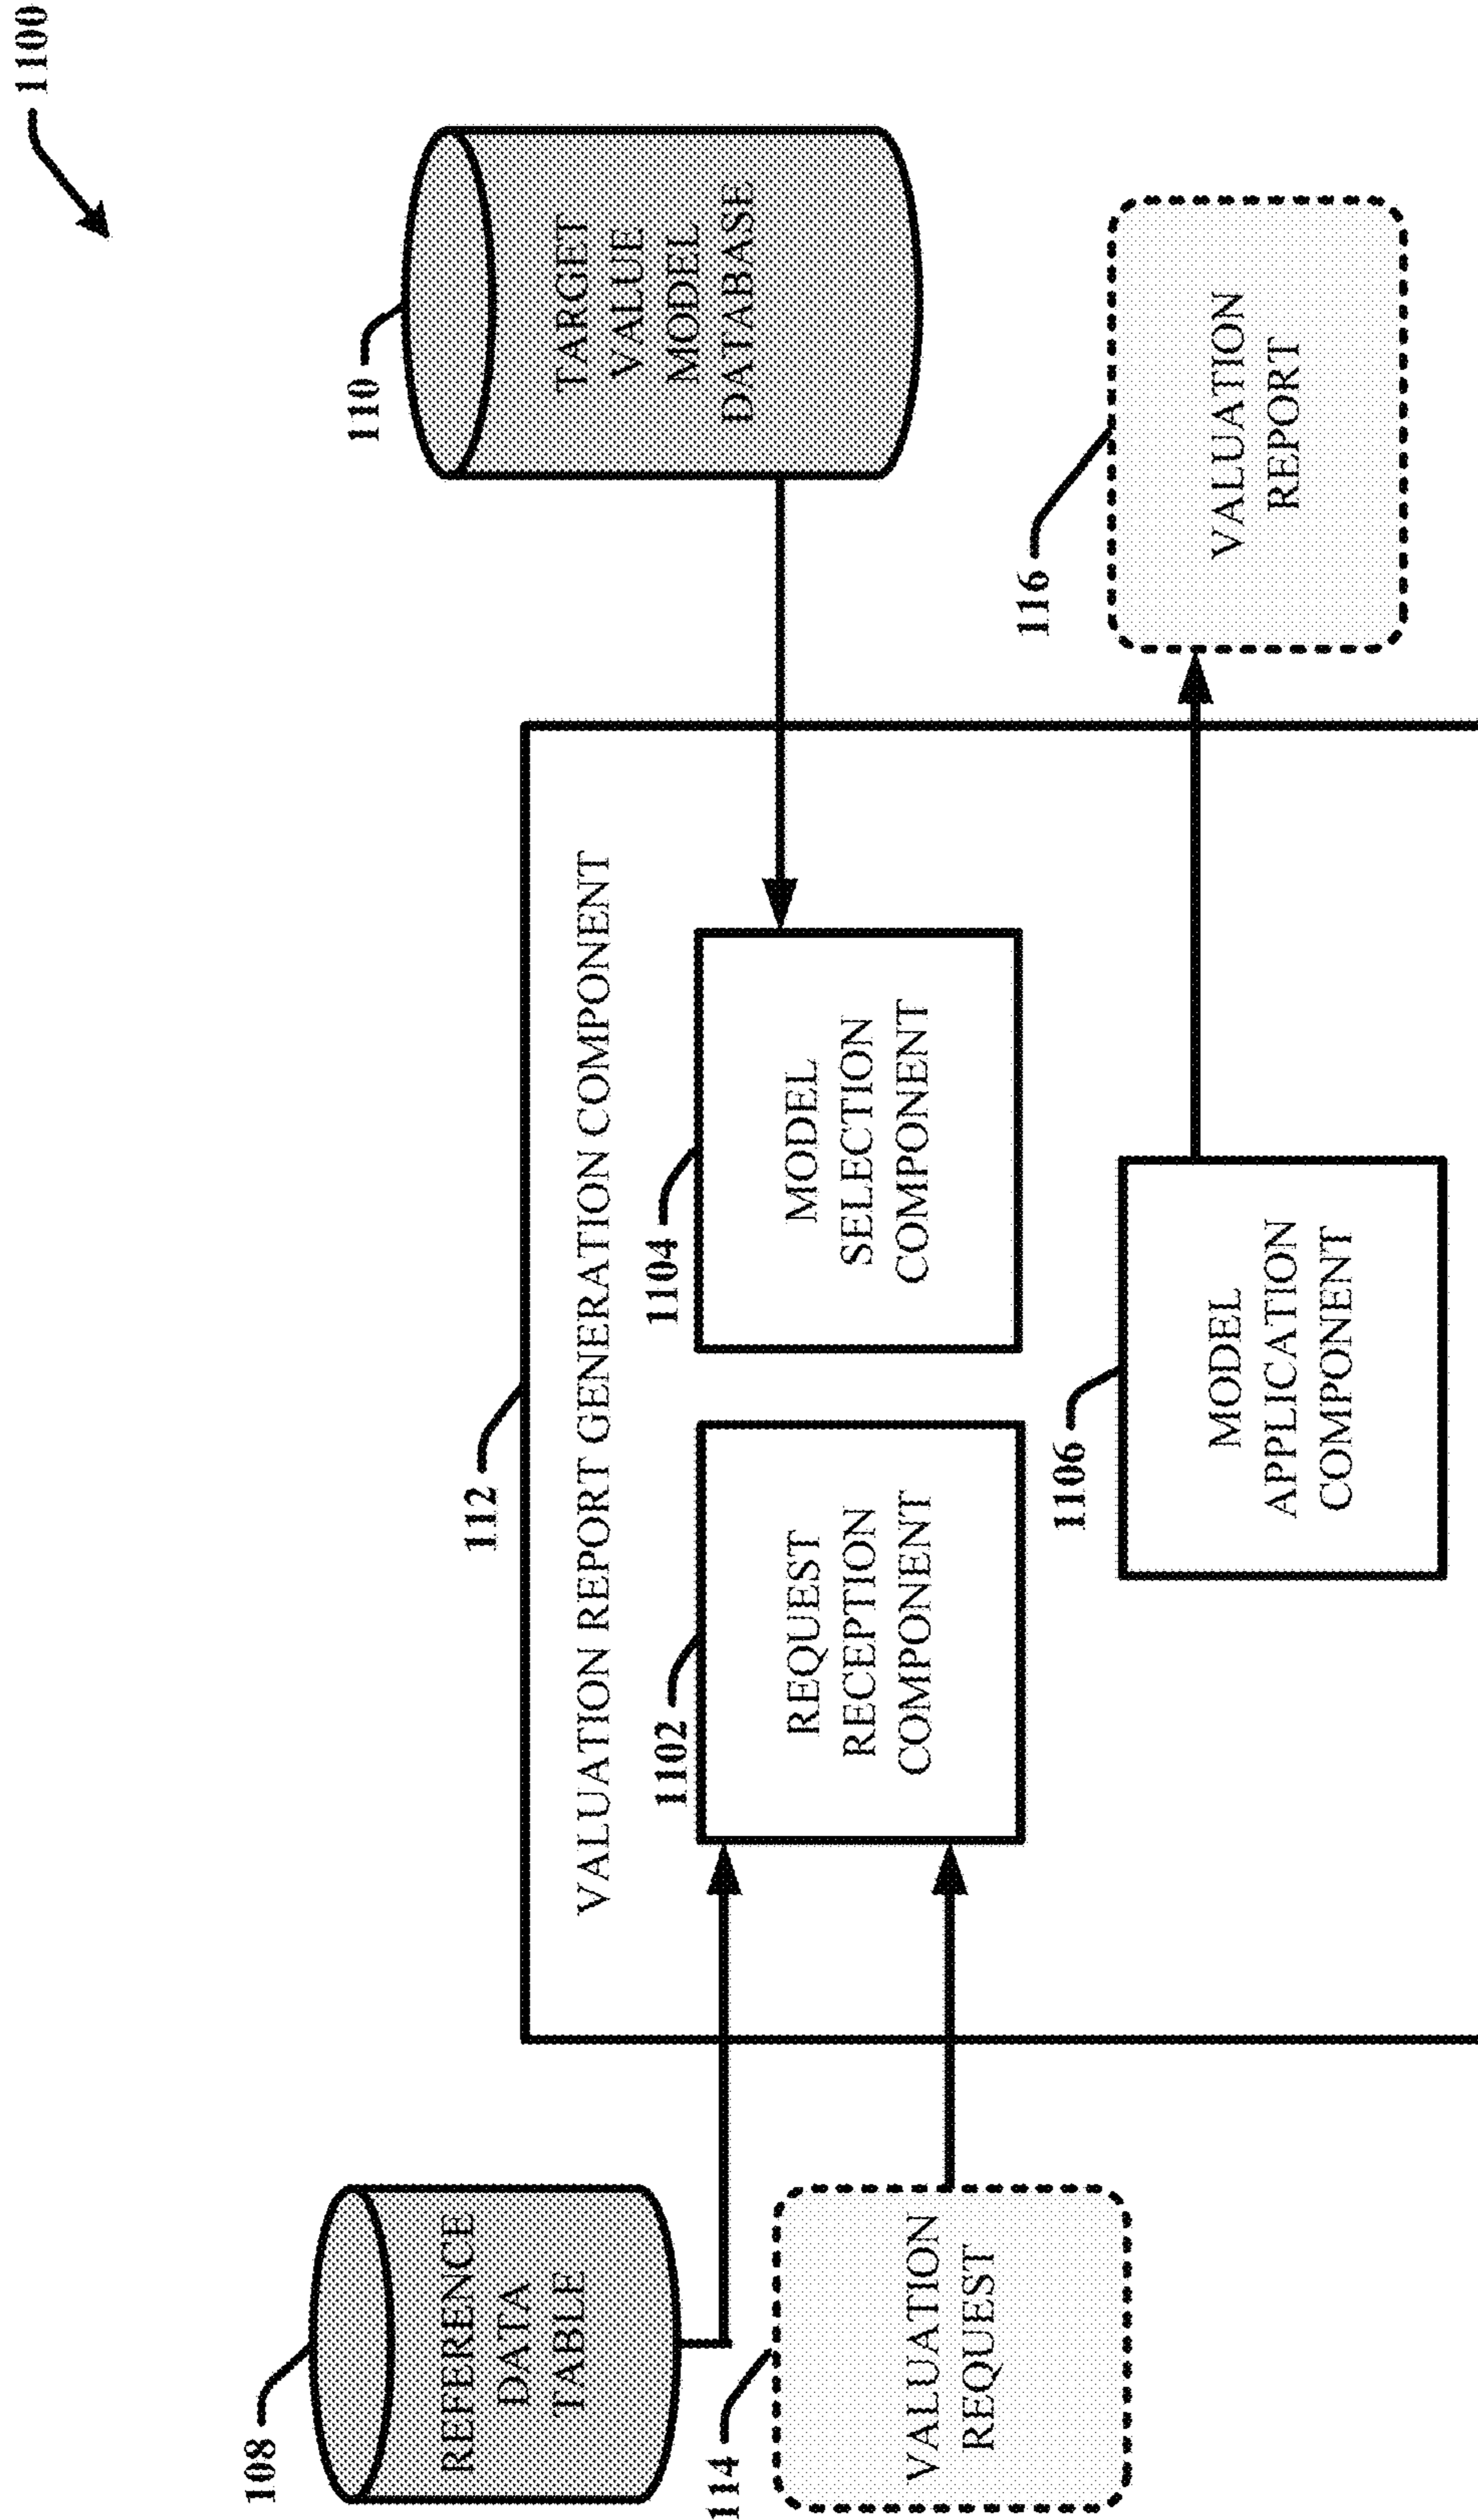 1100
110
TARGET
VALUE
MODEL
DATABASE
108
REFERENCE
DATA
TABLE
112
VALUATION REPORT GENERATION COMPONENT
1102
REQUEST
RECEPTION
COMPONENT
1104
MODEL
SELECTION
COMPONENT
114
VALUATION
REQUEST
1106
MODEL
APPLICATION
COMPONENT
116
VALUATION
REPORT